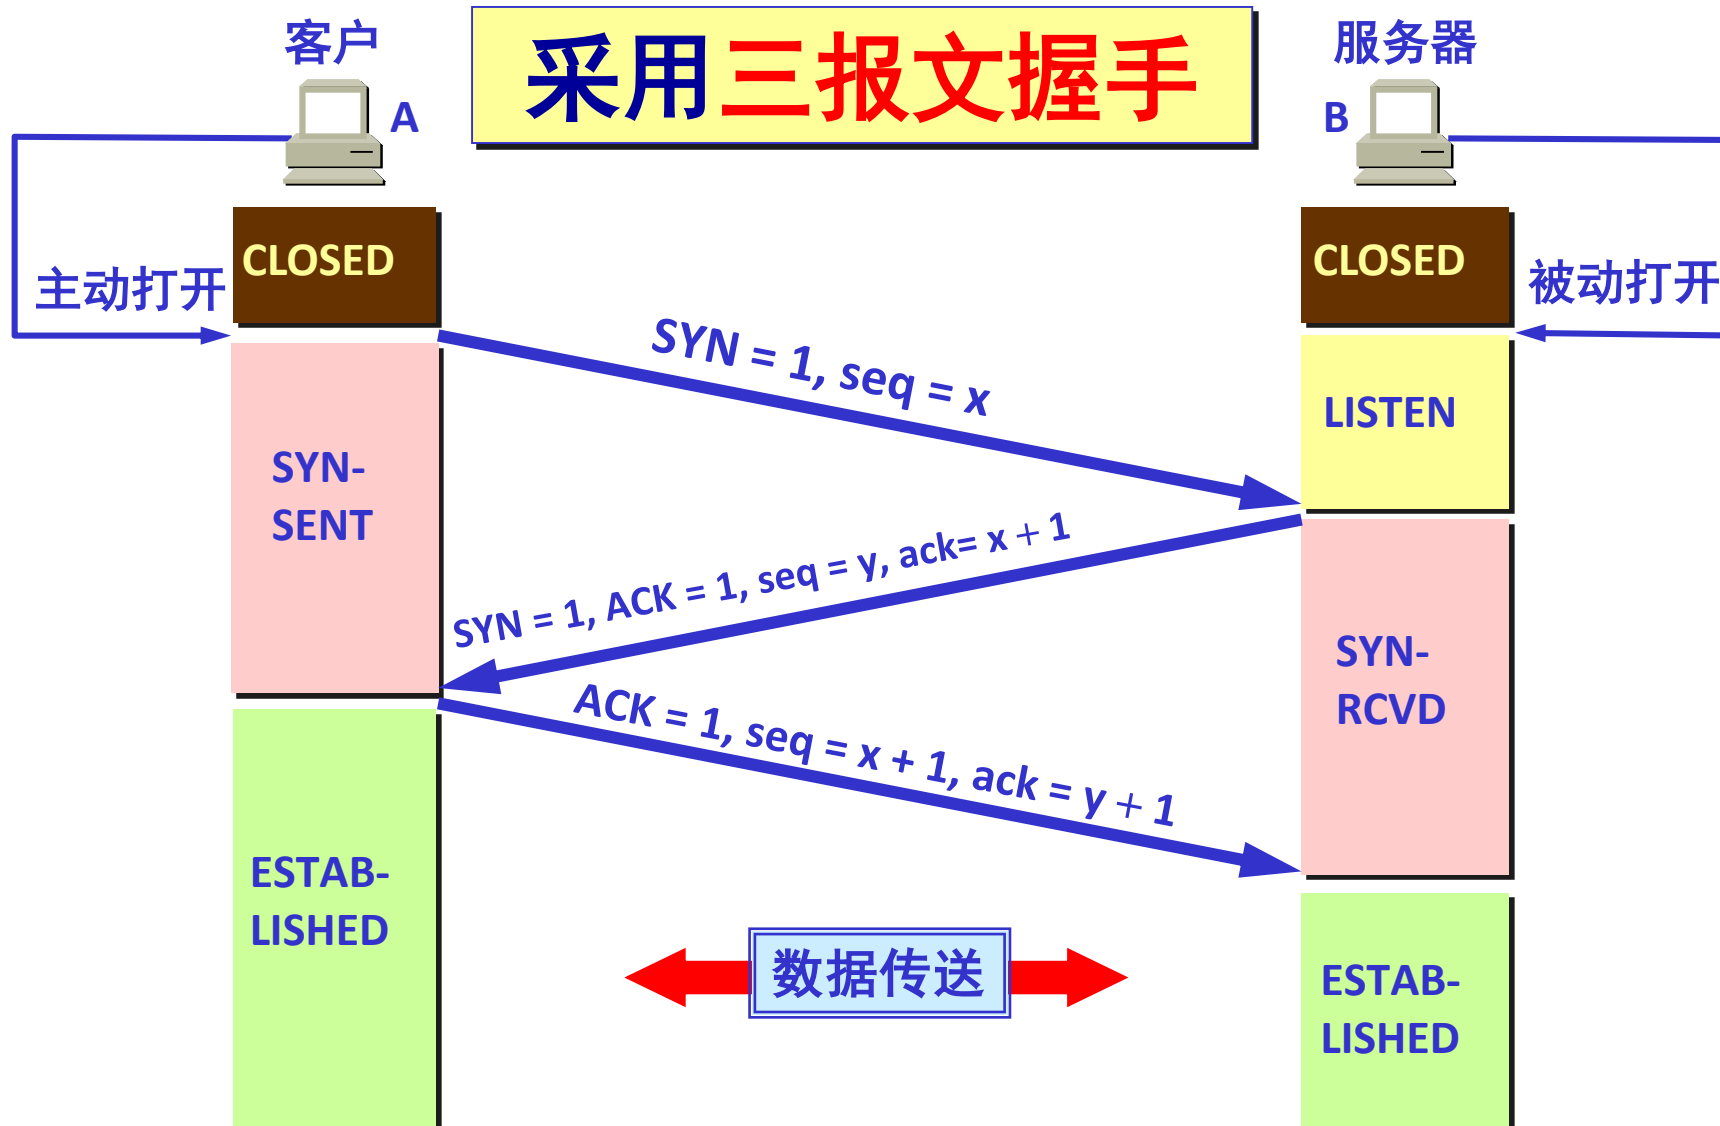 采用三报文握手
客户
A
服务器
B
CLOSED
CLOSED
主动打开
被动打开
SYN = 1, seq = x
LISTEN
SYN-
SENT
SYN = 1, ACK = 1, seq = y, ack= x + 1
SYN-
RCVD
ACK = 1, seq = x + 1, ack = y + 1
ESTAB-
LISHED
数据传送
ESTAB-
LISHED